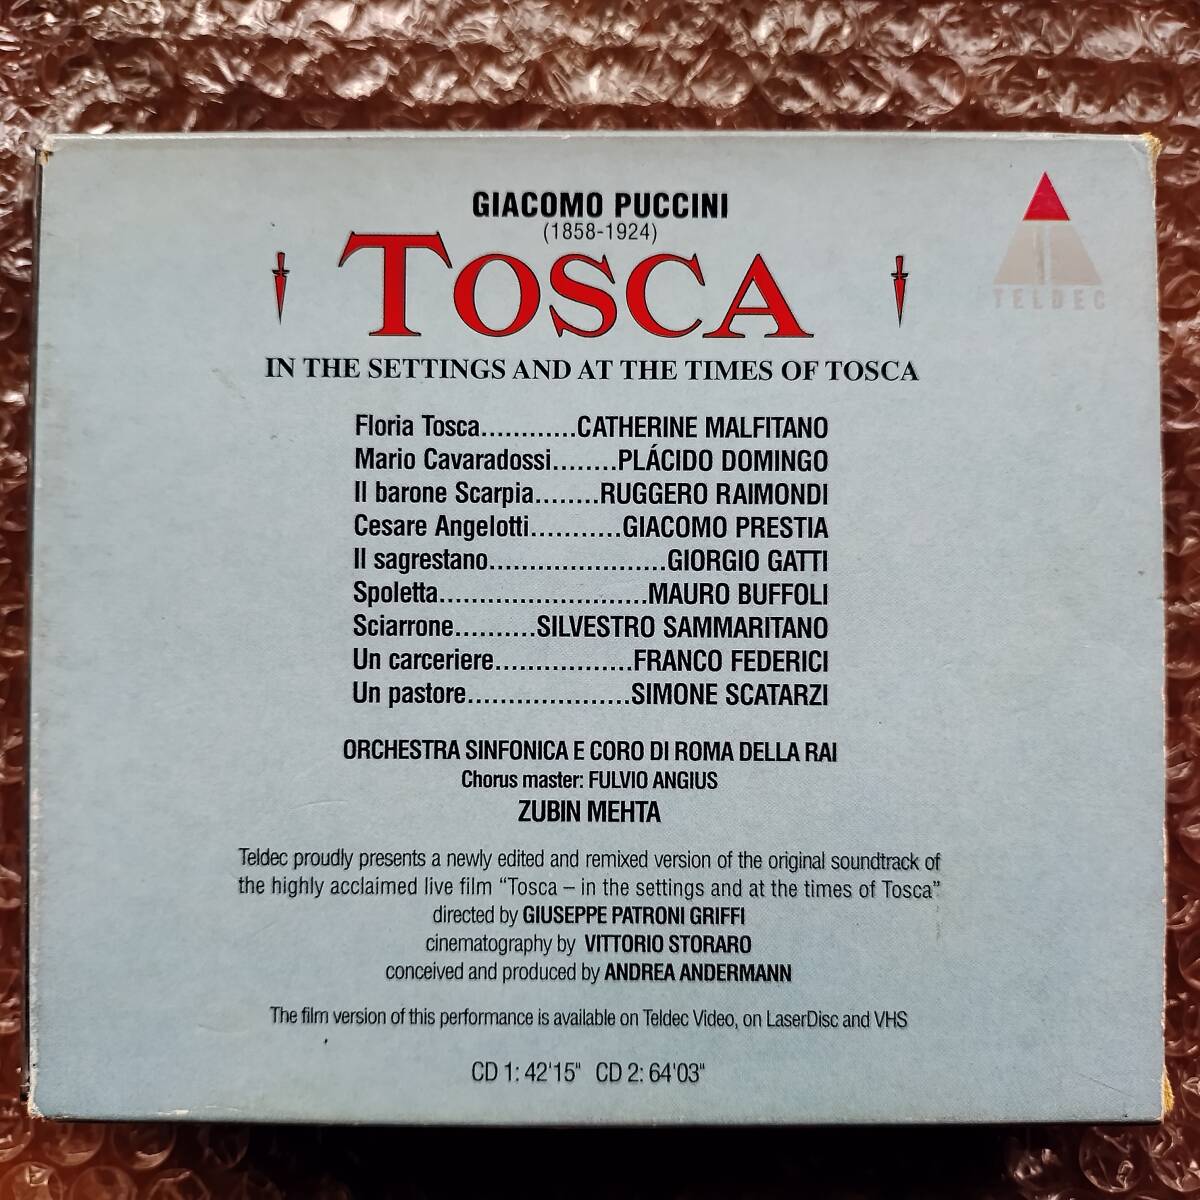 GIACOMO PUCCINI
(1858-1924)
TOSCA
TELDEC
IN THE SETTINGS AND AT THE TIMES OF TOSCA
Floria Tosca............CATHERINE MALFITANO
Mario Cavaradossi........PLÁCIDO DOMINGO
Il barone Scarpia........RUGGERO RAIMONDI
Cesare Angelotti...........GIACOMO PRESTIA
Il sagrestano......................GIORGIO GATTI
Spoletta..........................MAURO BUFFOLI
Sciarrone..........SILVESTRO SAMMARITANO
Un carceriere.................FRANCO FEDERICI
Un pastore....................SIMONE SCATARZI
ORCHESTRA SINFONICA E CORO DI ROMA DELLA RAI
Chorus master: FULVIO ANGIUS
ZUBIN MEHTA
Teldec proudly presents a newly edited and remixed version of the original soundtrack of
the highly acclaimed live film “Tosca – in the settings and at the times of Tosca”
directed by GIUSEPPE PATRONI GRIFFI
cinematography by VITTORIO STORARO
conceived and produced by ANDREA ANDERMANN
The film version of this performance is available on Teldec Video, on LaserDisc and VHS
CD 1: 42'15" CD 2: 64'03"